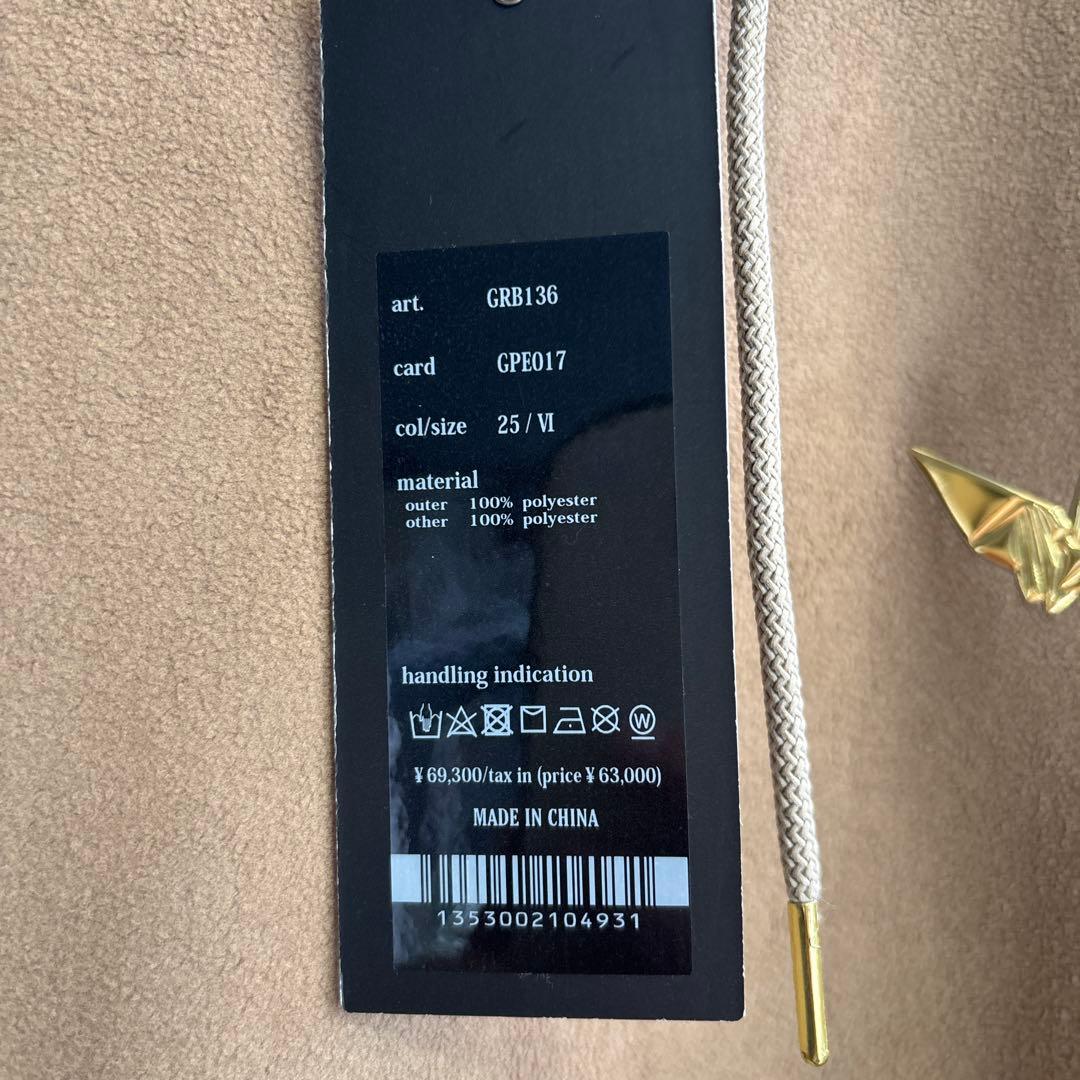 art. GRB136
card GPE017
col/size 25 / Ⅵ
material
outer 100% polyester
other 100% polyester
handling indication
W
¥69,300/tax in (price ¥63,000)
MADE IN CHINA
1353002104931